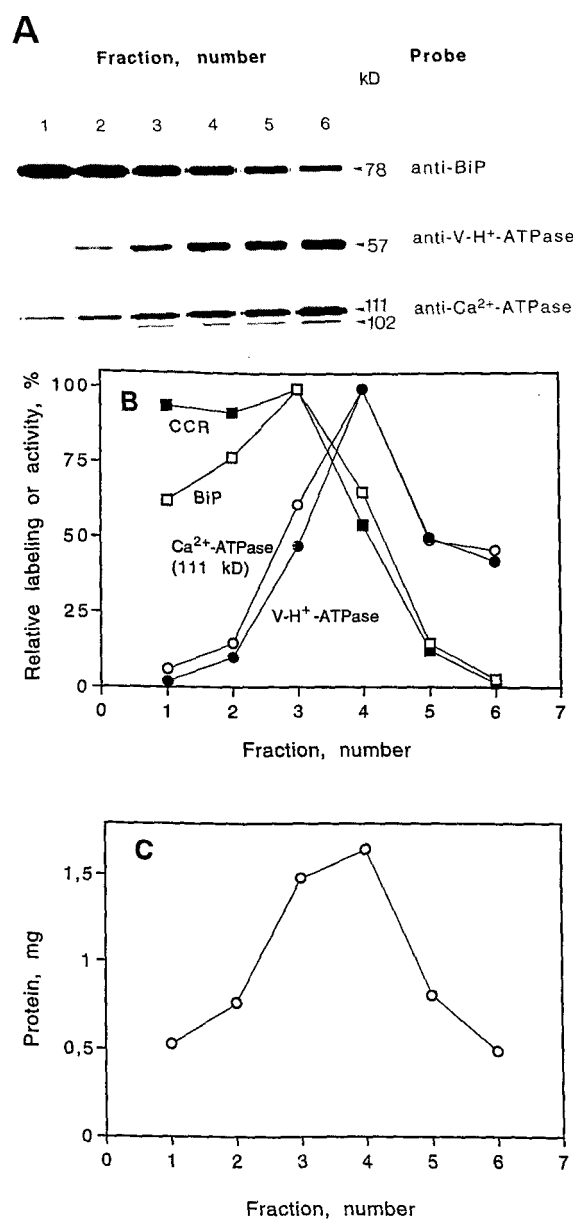 A
Fraction, number
Probe
kD
1 2 3 4 5 6
78 anti-BiP
57 anti-V-H⁺-ATPase
111 anti-Ca²⁺-ATPase
102
B
Relative labeling or activity, %
100
75
50
25
0
CCR
BiP
Ca²⁺-ATPase
(111 kD)
V-H⁺-ATPase
0 1 2 3 4 5 6 7
Fraction, number
C
Protein, mg
1,5
1
0,5
0
0 1 2 3 4 5 6 7
Fraction, number